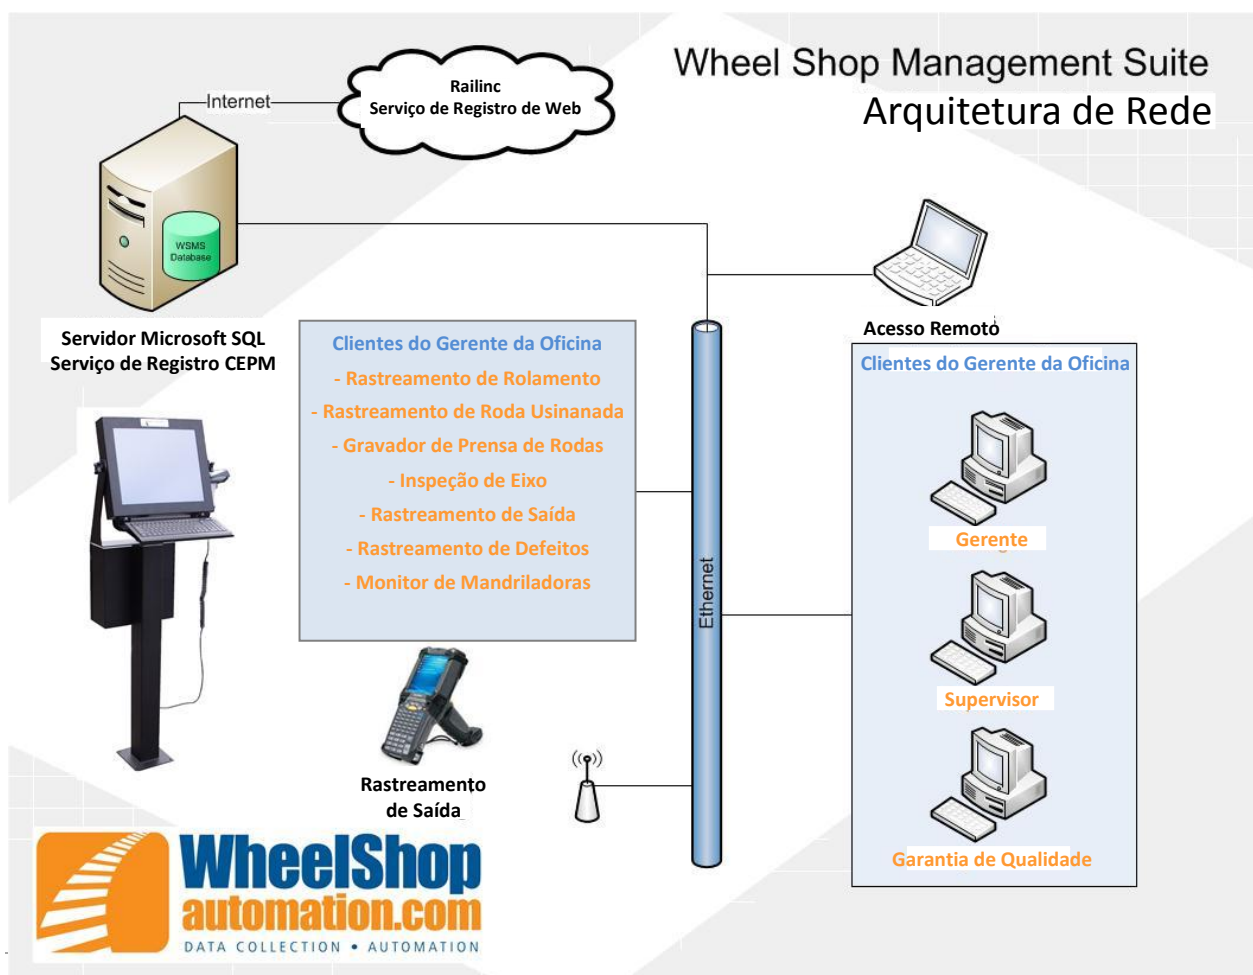 Wheel Shop Management Suite
Arquitetura de Rede
Internet
Railinc
Serviço de Registro de Web
WSMS
Database
Servidor Microsoft SQL
Serviço de Registro CEPM
Clientes do Gerente da Oficina
- Rastreamento de Rolamento
- Rastreamento de Roda Usinanada
- Gravador de Prensa de Rodas
- Inspeção de Eixo
- Rastreamento de Saída
- Rastreamento de Defeitos
- Monitor de Mandriladoras
Ethernet
Acesso Remoto
Clientes do Gerente da Oficina
Gerente
Supervisor
Garantia de Qualidade
Rastreamento
de Saída
WheelShop
automation.com
DATA COLLECTION • AUTOMATION